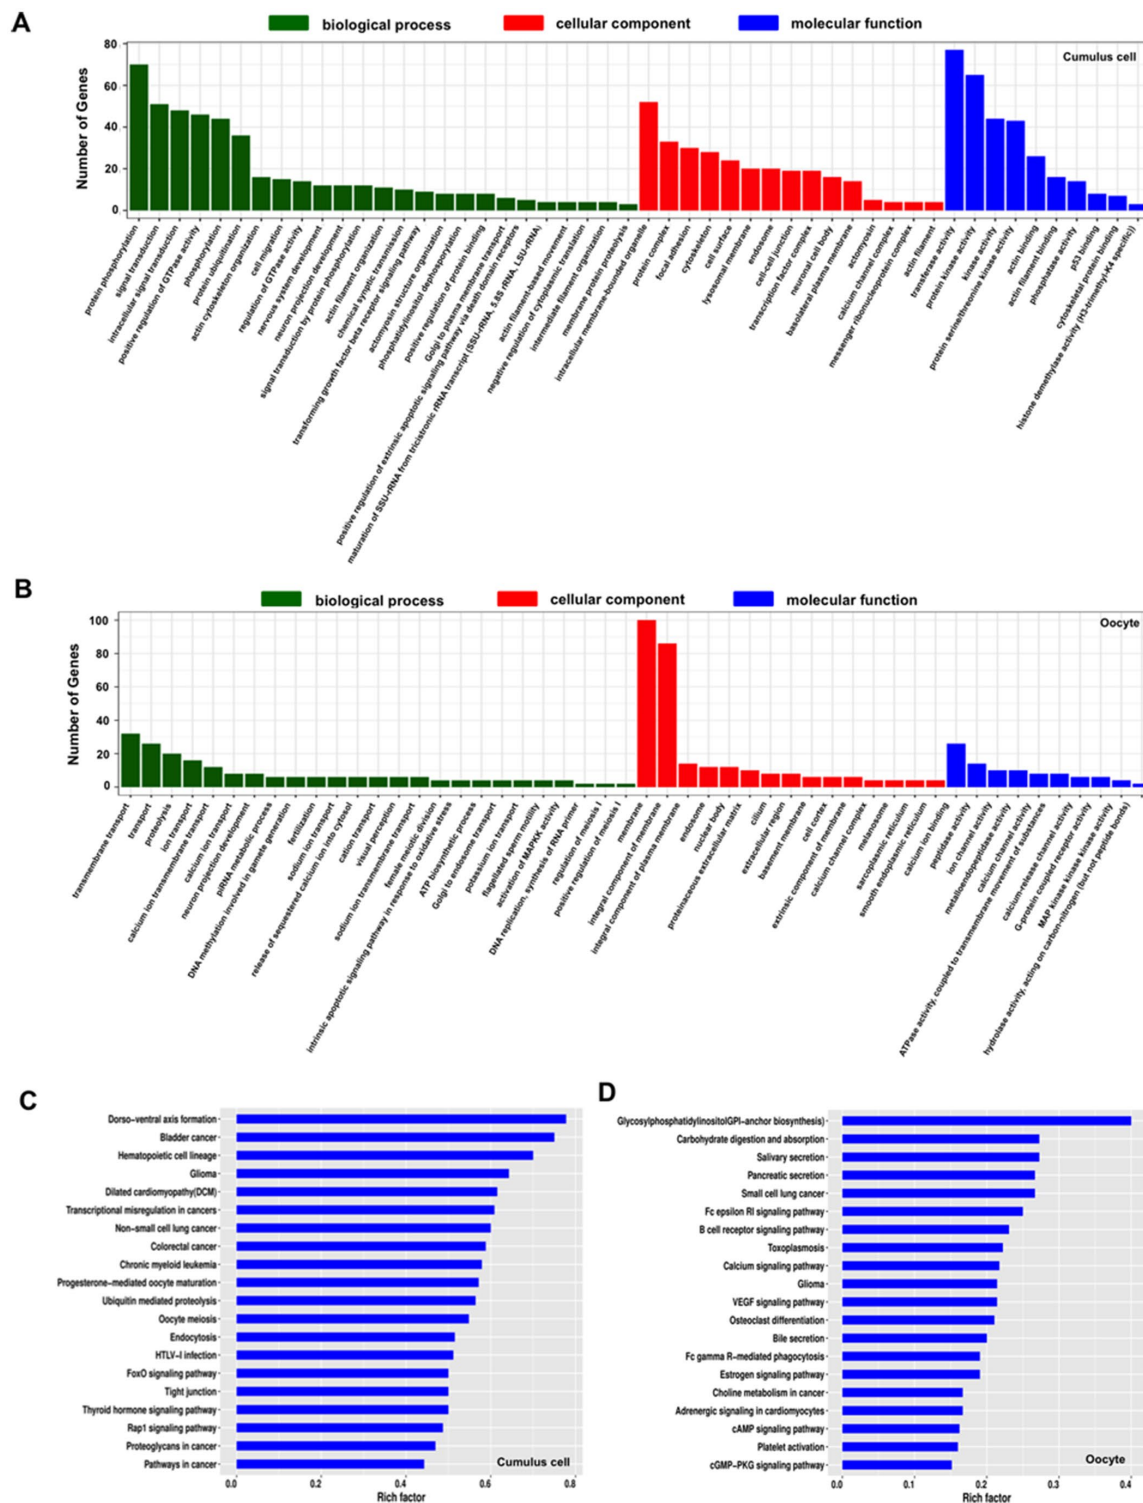 A
biological process
cellular component
molecular function
Cumulus cell
Number of Genes
80
60
40
20
0
protein phosphorylation
signal transduction
intracellular signal transduction
positive regulation of GTPase activity
phosphorylation
protein ubiquitination
actin cytoskeleton organization
cell migration
regulation of GTPase activity
nervous system development
neuron projection development
signal transduction by protein phosphorylation
actin filament organization
chemical synaptic transmission
transforming growth factor beta receptor signaling pathway
actomyosin structure organization
phosphatidylinositol dephosphorylation
positive regulation of protein binding
Golgi to plasma membrane transport
positive regulation of extrinsic apoptotic signaling pathway via death domain receptors
maturation of SSU-rRNA from tricistronic rRNA transcript (SSU-rRNA, 5.8S rRNA, LSU-rRNA)
actin filament-based movement
negative regulation of cytoplasmic translation
intermediate filament organization
membrane protein proteolysis
intracellular membrane-bounded organelle
protein complex
focal adhesion
cytoskeleton
cell surface
lysosomal membrane
endosome
cell-cell junction
transcription factor complex
neuronal cell body
basolateral plasma membrane
actomyosin
calcium channel complex
messenger ribonucleoprotein complex
actin filament
transferase activity
protein kinase activity
kinase activity
protein serine/threonine kinase activity
actin binding
actin filament binding
phosphatase activity
p53 binding
cytoskeletal protein binding
histone demethylase activity (H3-trimethyl-K4 specific)
B
biological process
cellular component
molecular function
Oocyte
Number of Genes
100
80
60
40
20
0
transmembrane transport
transport
proteolysis
ion transport
calcium ion transmembrane transport
calcium ion transport
neuron projection development
piRNA metabolic process
DNA methylation involved in gamete generation
fertilization
sodium ion transport
release of sequestered calcium ion into cytosol
cation transport
visual perception
sodium ion transmembrane transport
female meiotic division
intrinsic apoptotic signaling pathway in response to oxidative stress
ATP biosynthetic process
Golgi to endosome transport
potassium ion transport
flagellated sperm motility
activation of MAPKK activity
DNA replication, synthesis of RNA primer
regulation of meiosis I
positive regulation of meiosis I
membrane
integral component of membrane
integral component of plasma membrane
endosome
nuclear body
proteinaceous extracellular matrix
cilium
extracellular region
basement membrane
cell cortex
extrinsic component of membrane
calcium channel complex
melanosome
sarcoplasmic reticulum
smooth endoplasmic reticulum
calcium ion binding
peptidase activity
ion channel activity
metalloendopeptidase activity
calcium channel activity
ATPase activity, coupled to transmembrane movement of substances
calcium-release channel activity
G-protein coupled receptor activity
MAP kinase kinase kinase activity
hydrolase activity, acting on carbon-nitrogen (but not peptide bonds)
C
Dorso-ventral axis formation
Bladder cancer
Hematopoietic cell lineage
Glioma
Dilated cardiomyopathy(DCM)
Transcriptional misregulation in cancers
Non-small cell lung cancer
Colorectal cancer
Chronic myeloid leukemia
Progesterone-mediated oocyte maturation
Ubiquitin mediated proteolysis
Oocyte meiosis
Endocytosis
HTLV-I infection
FoxO signaling pathway
Tight junction
Thyroid hormone signaling pathway
Rap1 signaling pathway
Proteoglycans in cancer
Pathways in cancer
Cumulus cell
0.0
0.2
0.4
0.6
0.8
Rich factor
D
Glycosylphosphatidylinositol(GPI-anchor biosynthesis)
Carbohydrate digestion and absorption
Salivary secretion
Pancreatic secretion
Small cell lung cancer
Fc epsilon RI signaling pathway
B cell receptor signaling pathway
Toxoplasmosis
Calcium signaling pathway
Glioma
VEGF signaling pathway
Osteoclast differentiation
Bile secretion
Fc gamma R-mediated phagocytosis
Estrogen signaling pathway
Choline metabolism in cancer
Adrenergic signaling in cardiomyocytes
cAMP signaling pathway
Platelet activation
cGMP-PKG signaling pathway
Oocyte
0.0
0.1
0.2
0.3
0.4
Rich factor